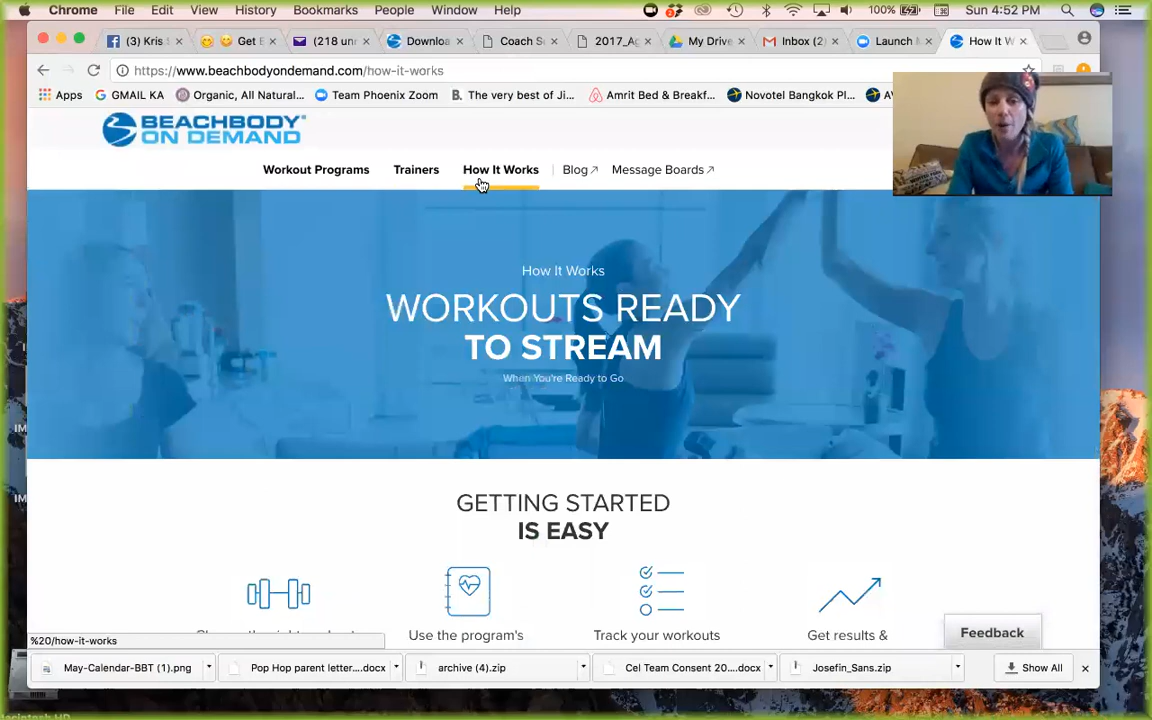 Chrome File Edit View History Bookmarks People Window Help 100% Sun 4:52 PM
(3) Kris S Get E (218 unr Downloa Coach S 2017_Ag My Drive Inbox (2 Launch How It W
https://www.beachbodyondemand.com/how-it-works
Apps GMAIL KA Organic, All Natural... Team Phoenix Zoom B. The very best of Ji... Amrit Bed & Breakf... Novotel Bangkok Pl...
BEACHBODY
ON DEMAND
Workout Programs Trainers How It Works Blog Message Boards
How It Works
WORKOUTS READY
TO STREAM
When You're Ready to Go
GETTING STARTED
IS EASY
Use the program's Track your workouts Get results &
Feedback
%20/how-it-works
May-Calendar-BBT (1).png Pop Hop parent letter....docx archive (4).zip Cel Team Consent 20....docx Josefin_Sans.zip Show All